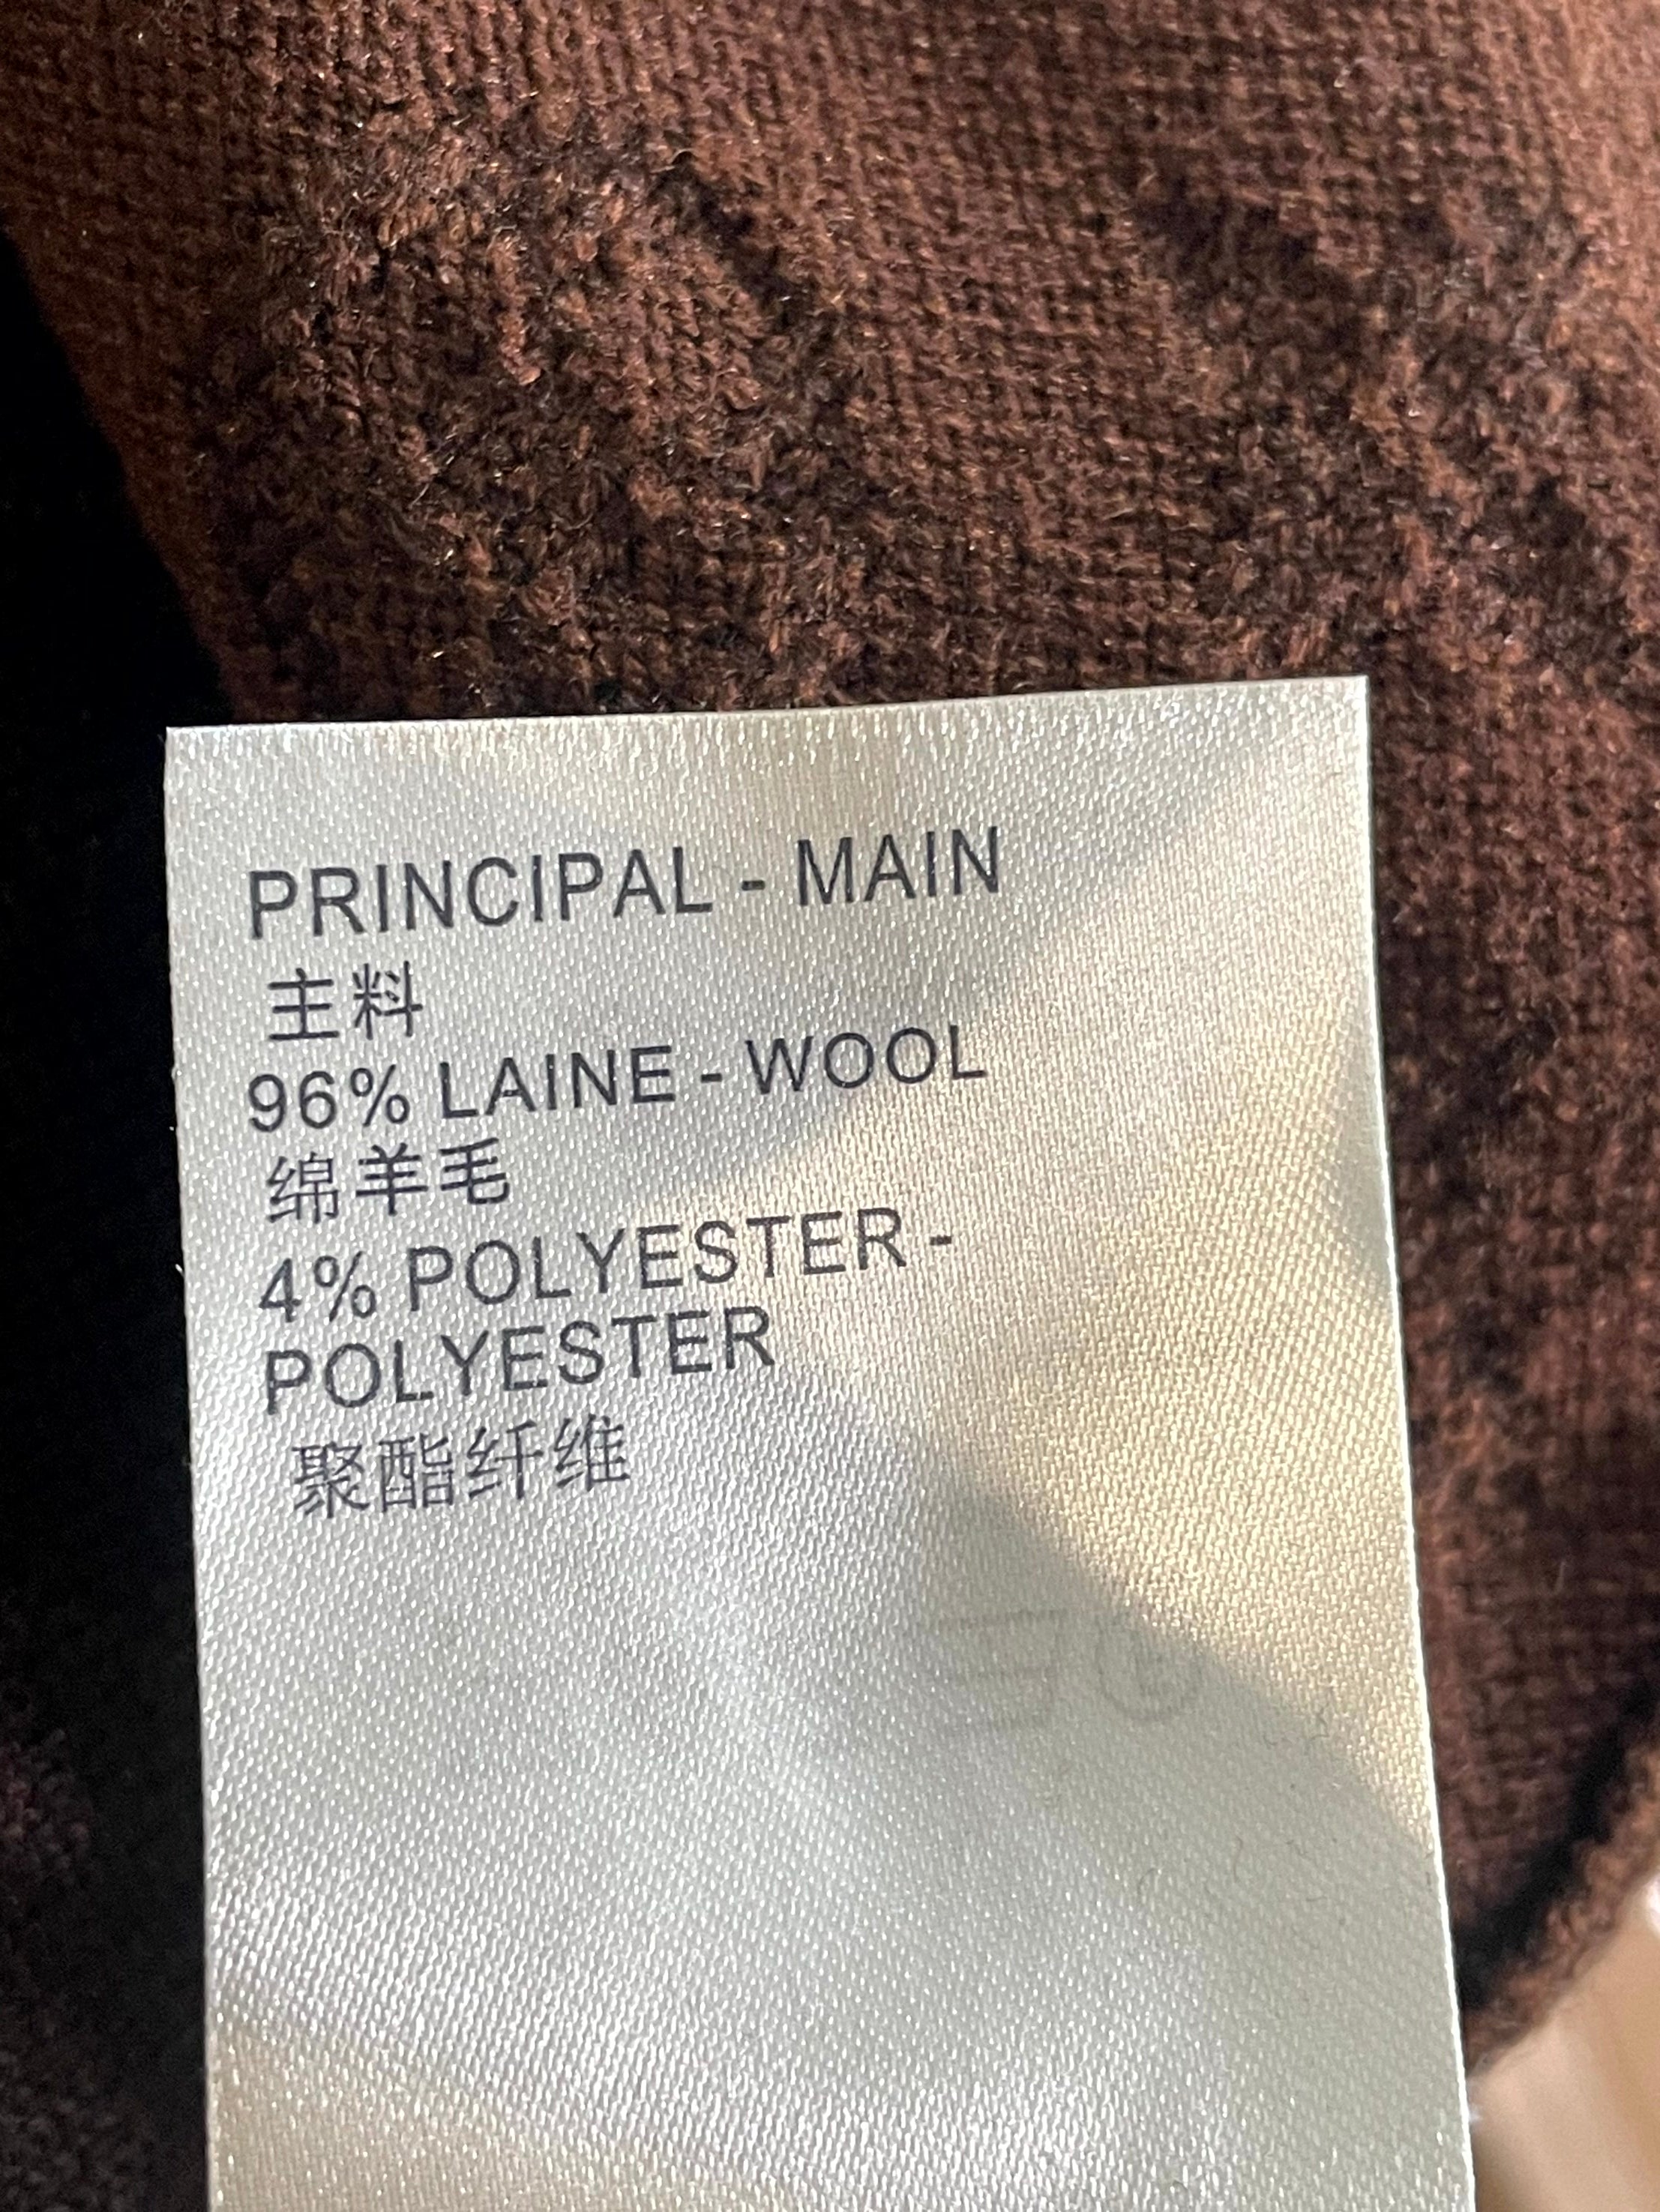 PRINCIPAL - MAIN
主料
96% LAINE - WOOL
绵羊毛
4% POLYESTER -
POLYESTER
聚酯纤维